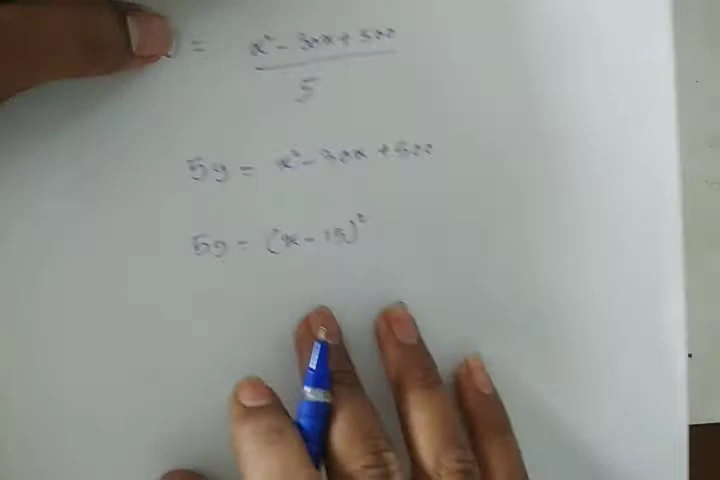 = x² - 30x + 500
5
5y = x² - 30x + 500
5y = (x - 15)²